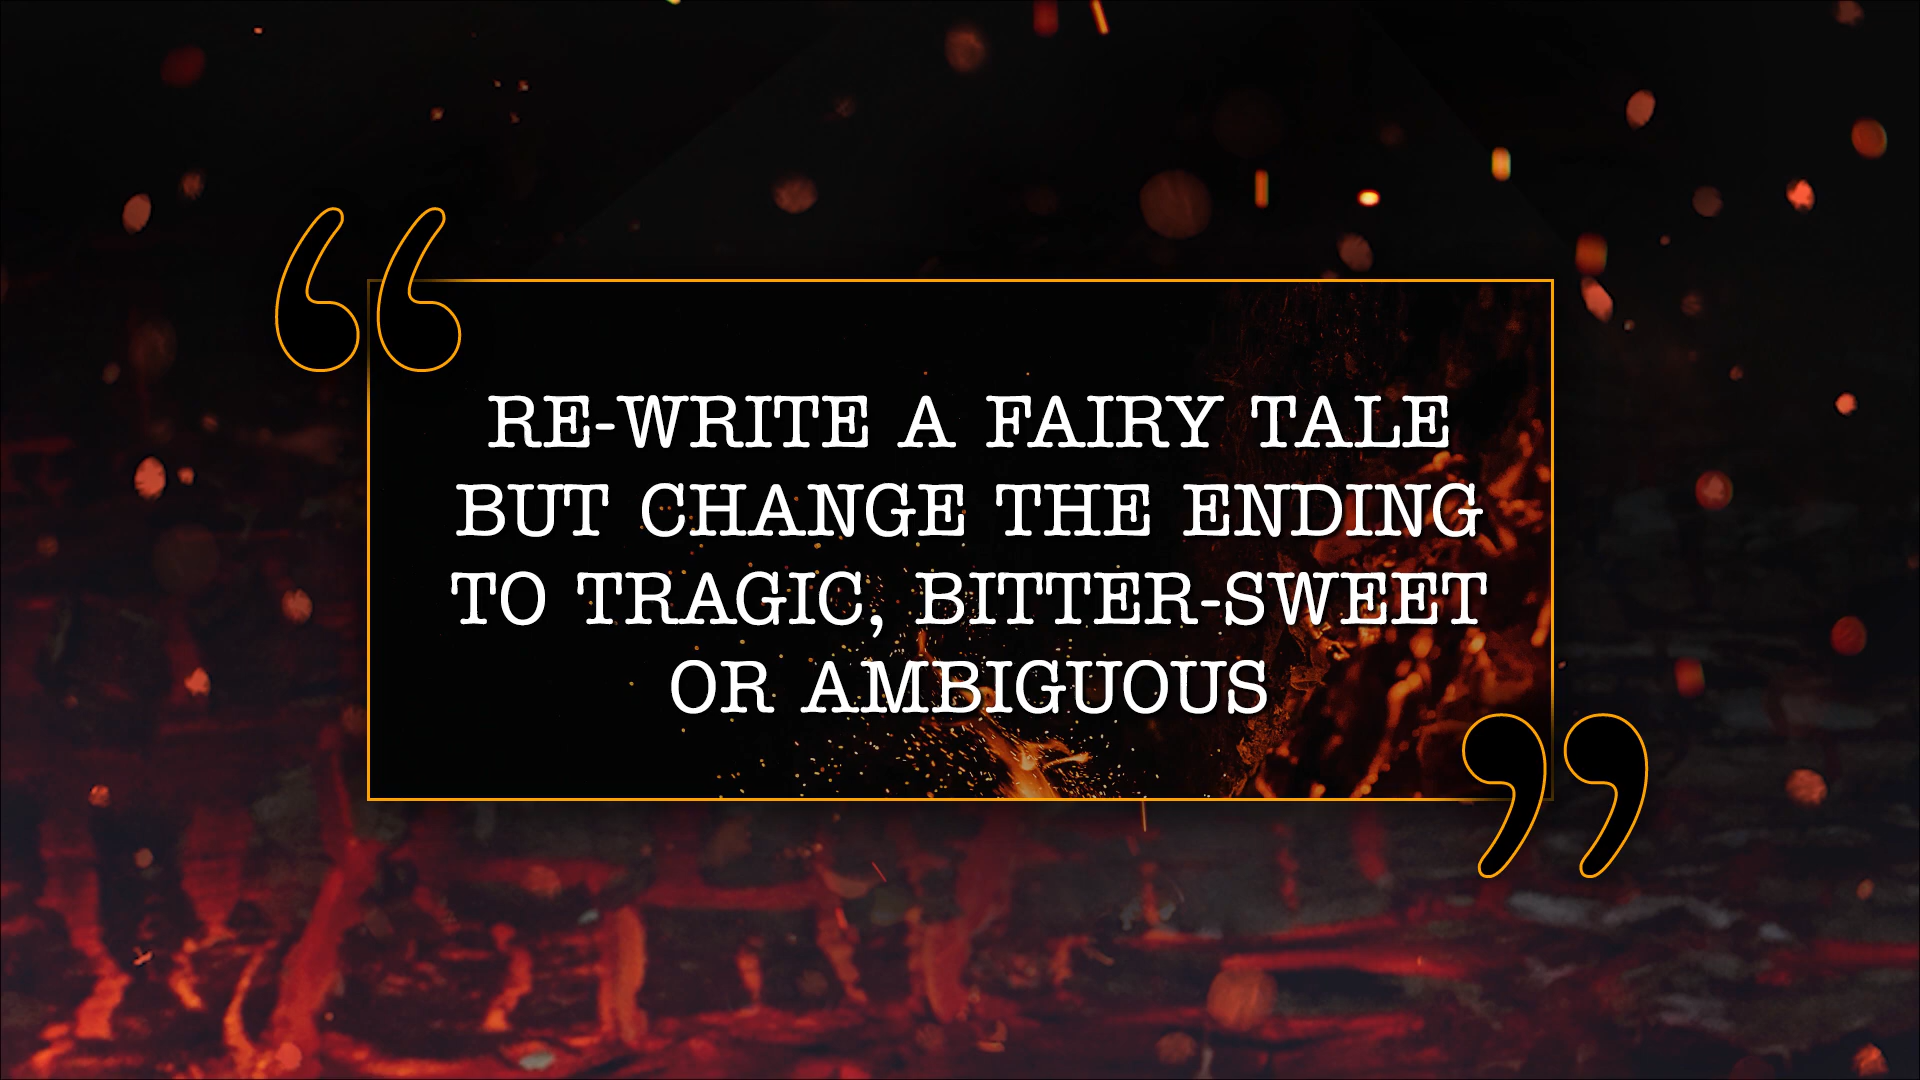 “
RE-WRITE A FAIRY TALE
BUT CHANGE THE ENDING
TO TRAGIC, BITTER-SWEET
OR AMBIGUOUS
”